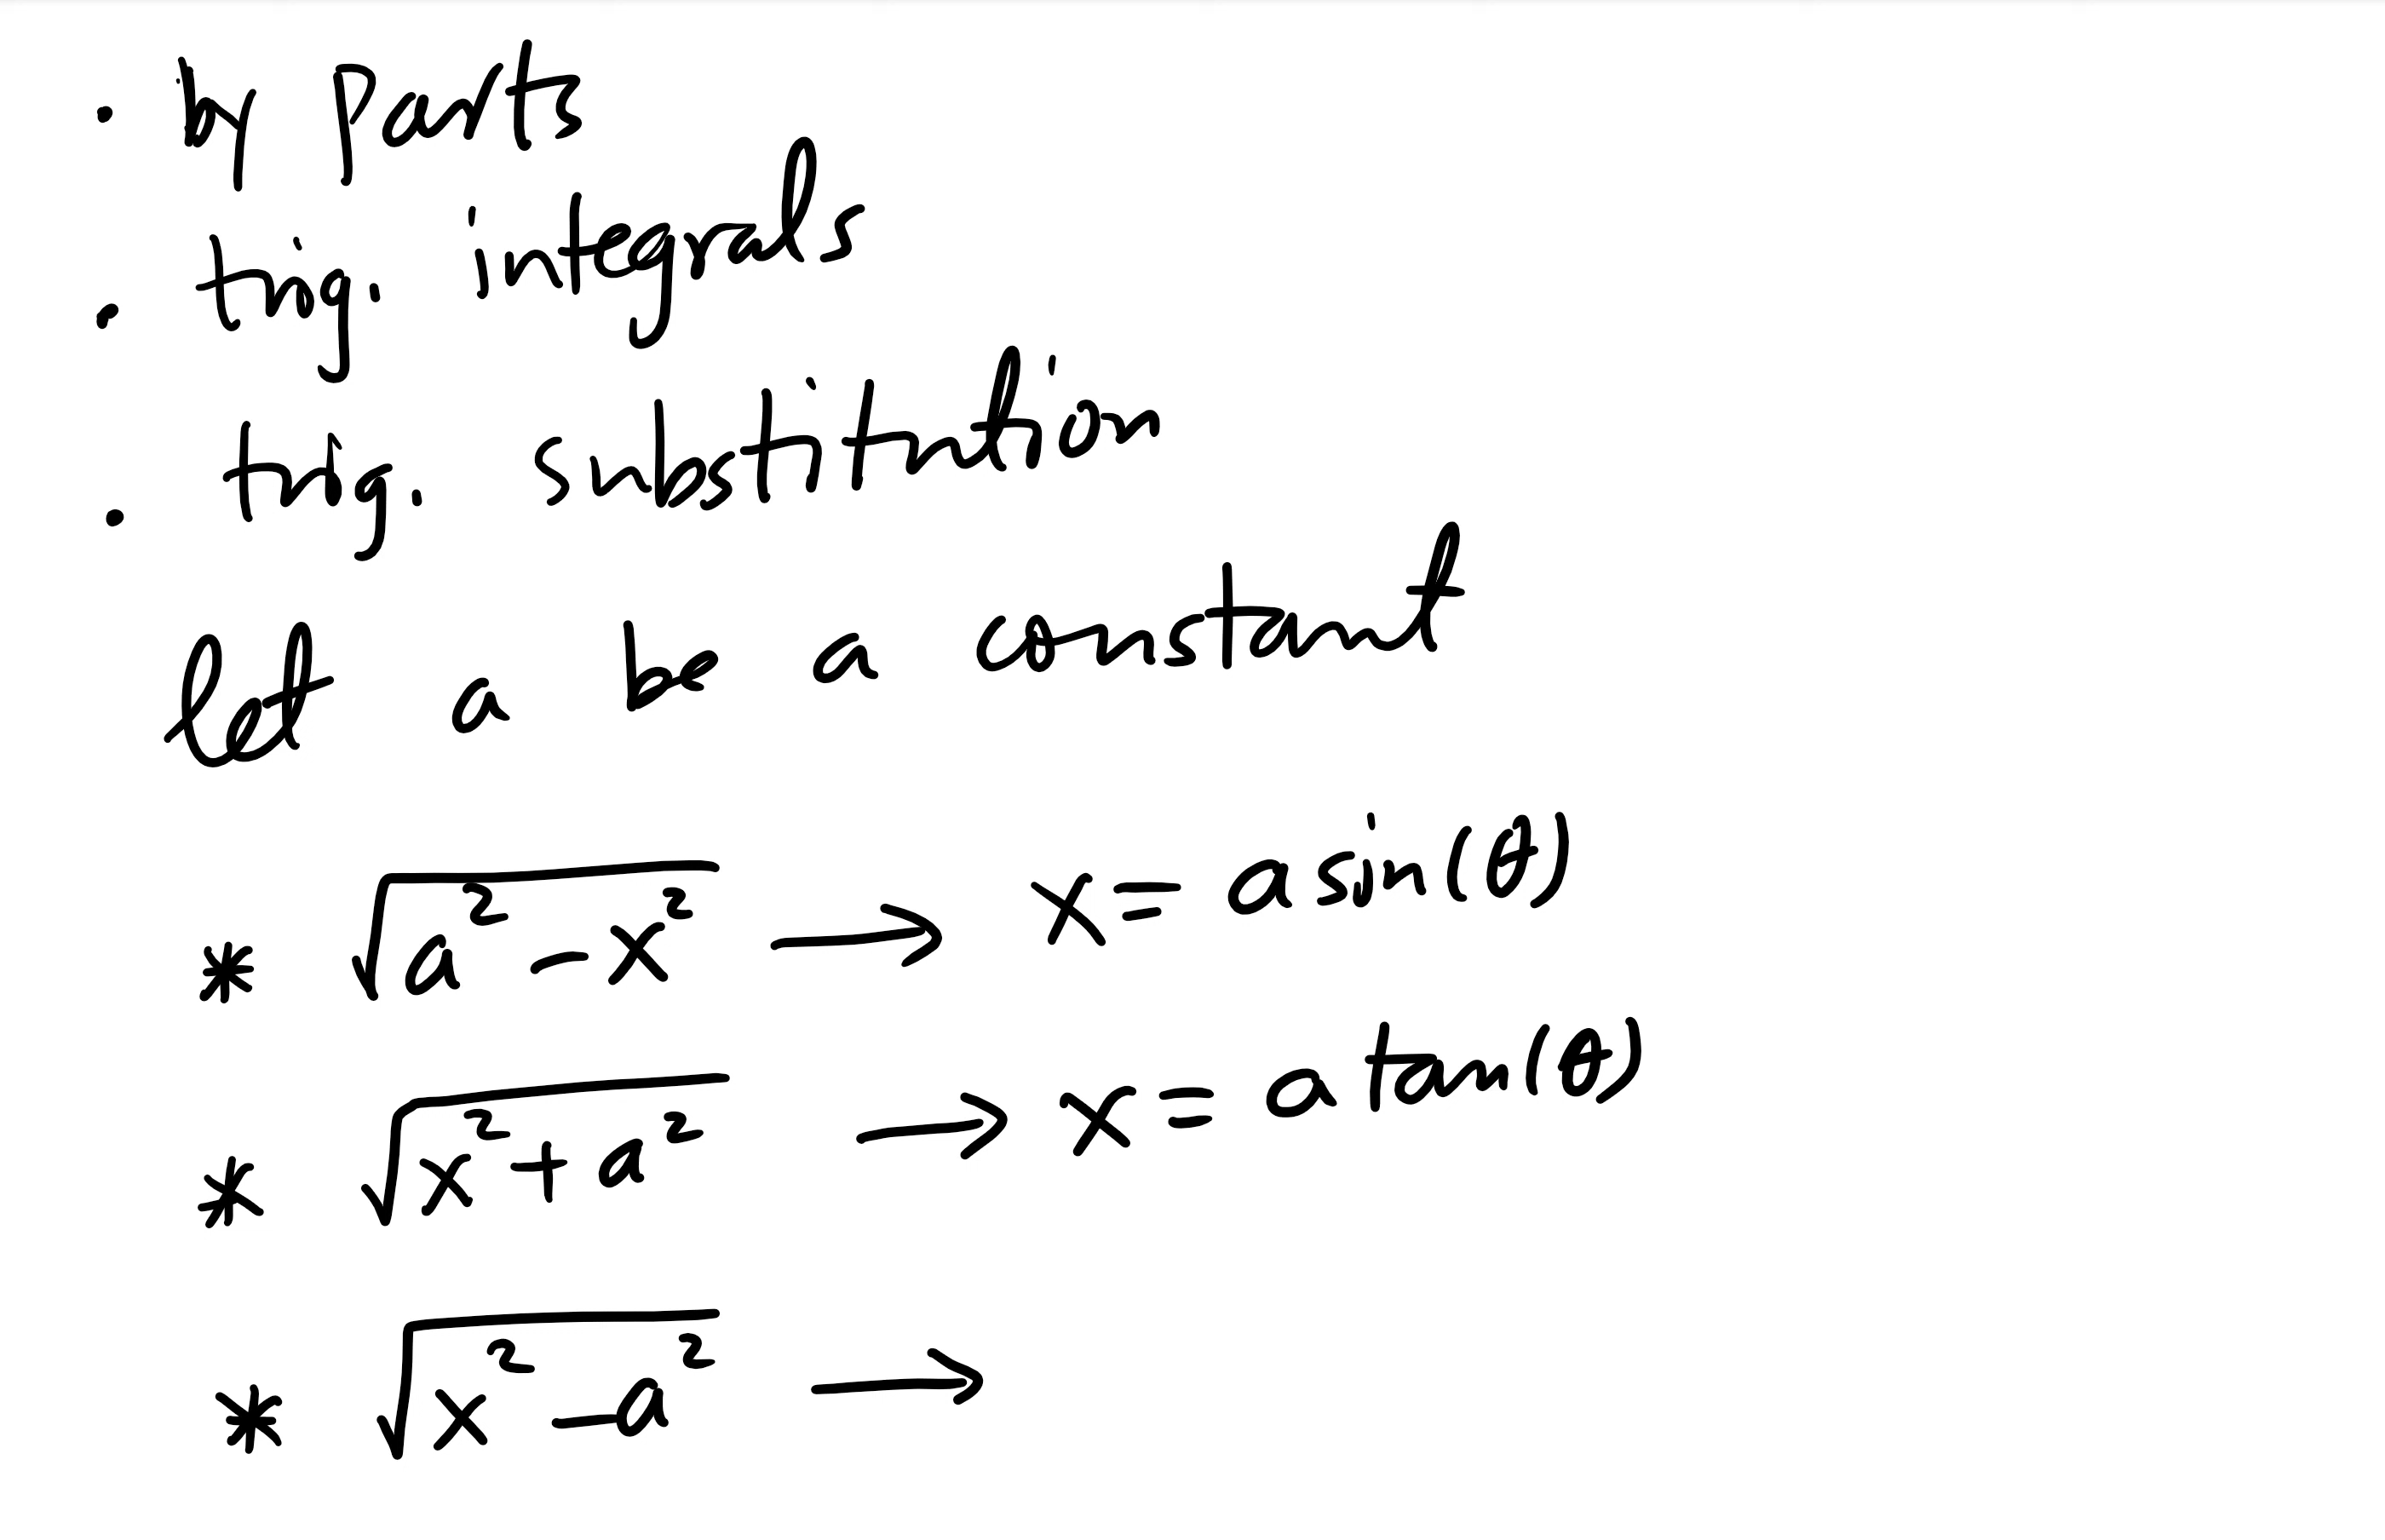 · by parts
· trig. integrals
· trig. substitution
let a be a constant
* √(a² - x²) → x = a sin(θ)
* √(x² + a²) → x = a tan(θ)
* √(x² - a²) →